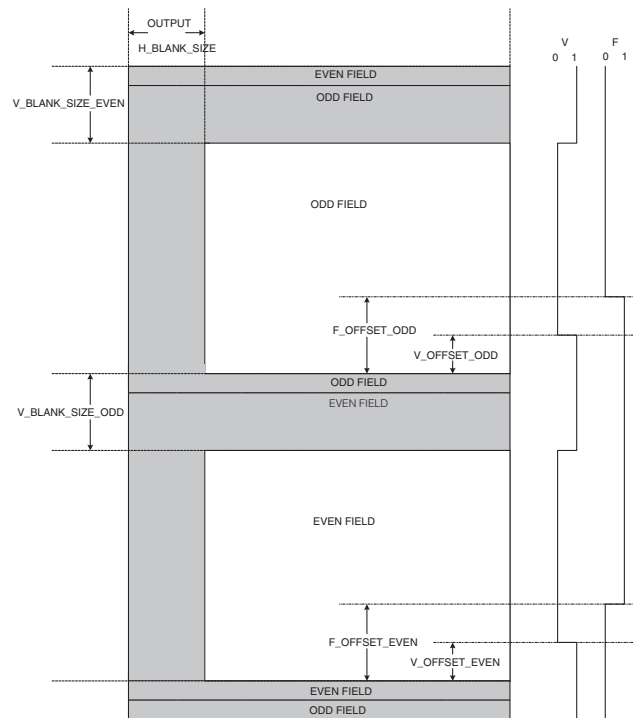 OUTPUT
H_BLANK_SIZE
V F
0 1 0 1
EVEN FIELD
V_BLANK_SIZE_EVEN
ODD FIELD
ODD FIELD
F_OFFSET_ODD
V_OFFSET_ODD
ODD FIELD
V_BLANK_SIZE_ODD
EVEN FIELD
EVEN FIELD
F_OFFSET_EVEN
V_OFFSET_EVEN
EVEN FIELD
ODD FIELD